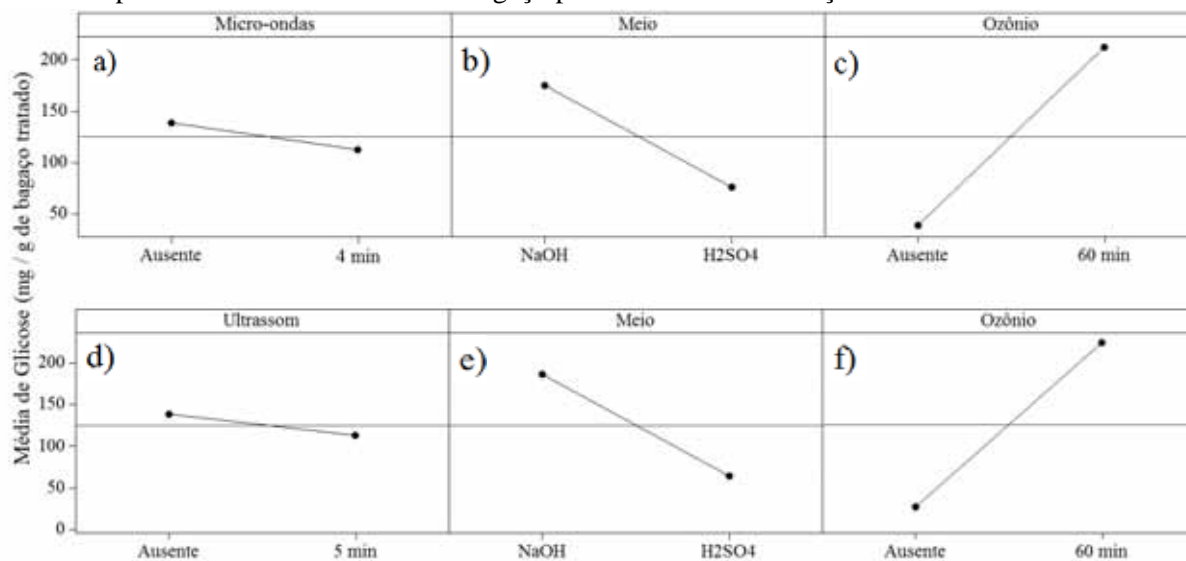 Micro-ondas Meio Ozônio
a) b) c)
200
150
100
50
Ausente 4 min NaOH H2SO4 Ausente 60 min
Média de Glicose (mg / g de bagaço tratado)
Ultrassom Meio Ozônio
d) e) f)
200
150
100
50
0
Ausente 5 min NaOH H2SO4 Ausente 60 min